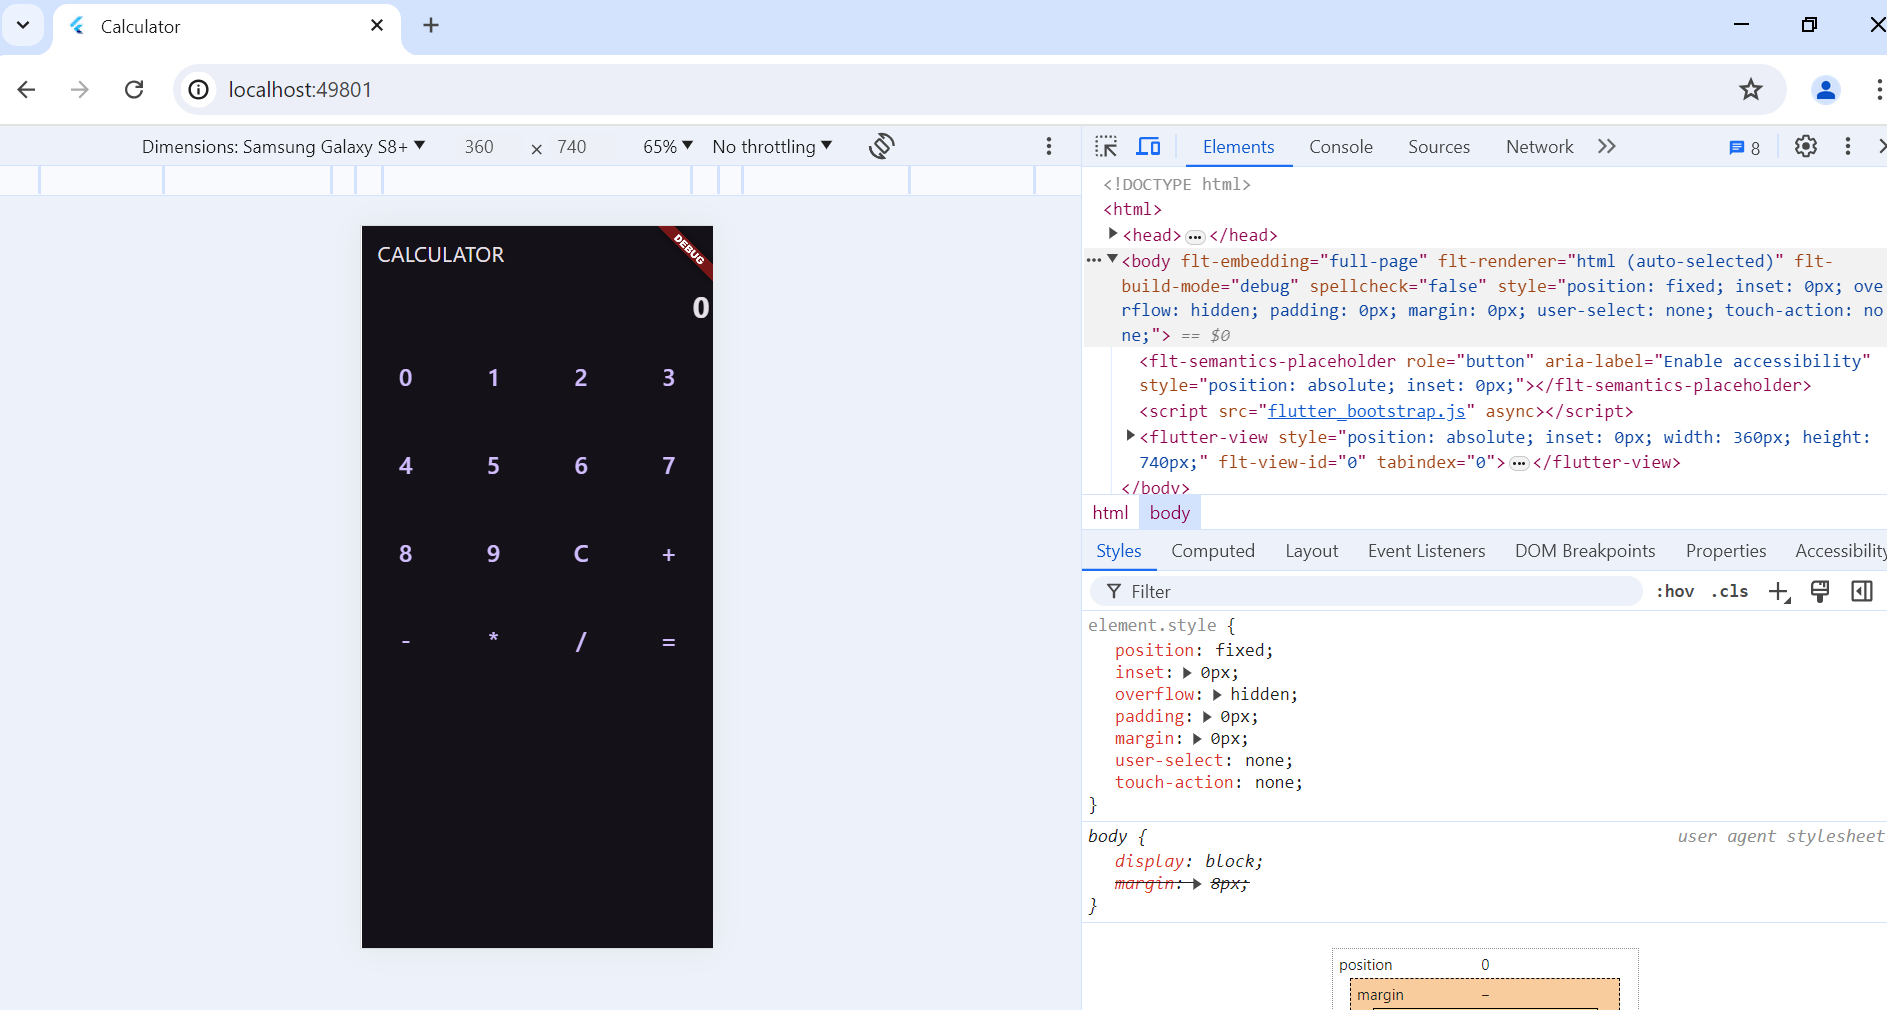 Calculator
localhost:49801
Dimensions: Samsung Galaxy S8+ 360 × 740 65% No throttling
CALCULATOR
DEBUG
0
0 1 2 3
4 5 6 7
8 9 C +
- * / =
Elements Console Sources Network 8
<!DOCTYPE html>
<html>
<head> ••• </head>
••• <body flt-embedding="full-page" flt-renderer="html (auto-selected)" flt-
build-mode="debug" spellcheck="false" style="position: fixed; inset: 0px; ove
rflow: hidden; padding: 0px; margin: 0px; user-select: none; touch-action: no
ne;"> == $0
<flt-semantics-placeholder role="button" aria-label="Enable accessibility"
style="position: absolute; inset: 0px;"></flt-semantics-placeholder>
<script src="flutter_bootstrap.js" async></script>
<flutter-view style="position: absolute; inset: 0px; width: 360px; height:
740px;" flt-view-id="0" tabindex="0"> ••• </flutter-view>
</body>
html body
Styles Computed Layout Event Listeners DOM Breakpoints Properties Accessibility
Filter :hov .cls
element.style {
position: fixed;
inset: 0px;
overflow: hidden;
padding: 0px;
margin: 0px;
user-select: none;
touch-action: none;
}
body { user agent stylesheet
display: block;
margin: 8px;
}
position 0
margin –